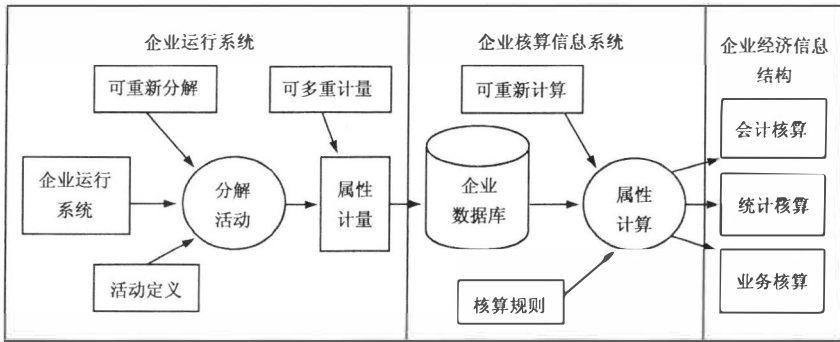 企业运行系统
可重新分解
可多重计量
企业运行
系统
分解
活动
属性
计量
活动定义
企业核算信息系统
可重新计算
企业
数据库
属性
计算
核算规则
企业经济信息
结构
会计核算
统计核算
业务核算